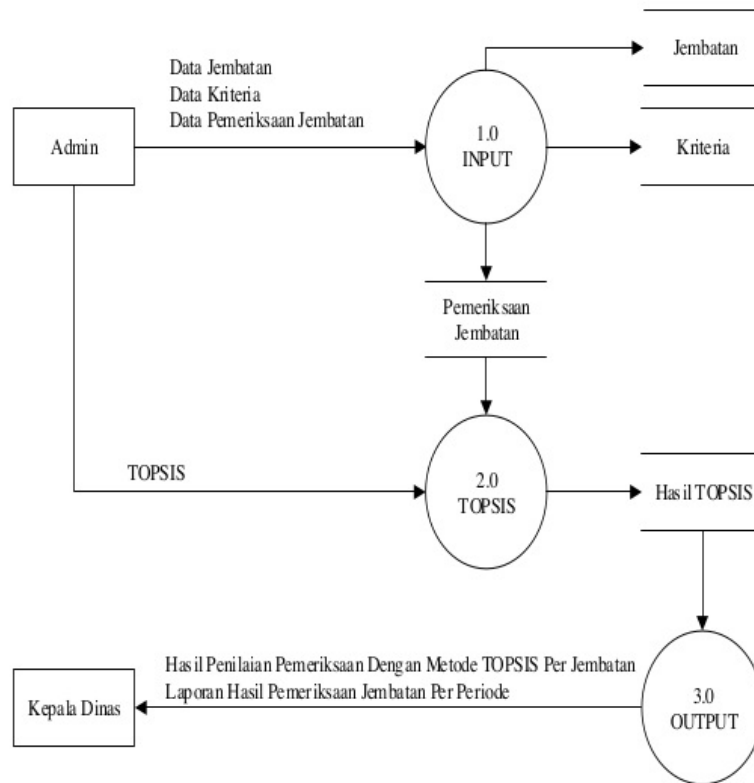 Jembatan
Data Jembatan
Data Kriteria
Data Pemeriksaan Jembatan
Admin
1.0
INPUT
Kriteria
Pemeriksaan
Jembatan
TOPSIS
2.0
TOPSIS
Hasil TOPSIS
Hasil Penilaian Pemeriksaan Dengan Metode TOPSIS Per Jembatan
Laporan Hasil Pemeriksaan Jembatan Per Periode
Kepala Dinas
3.0
OUTPUT